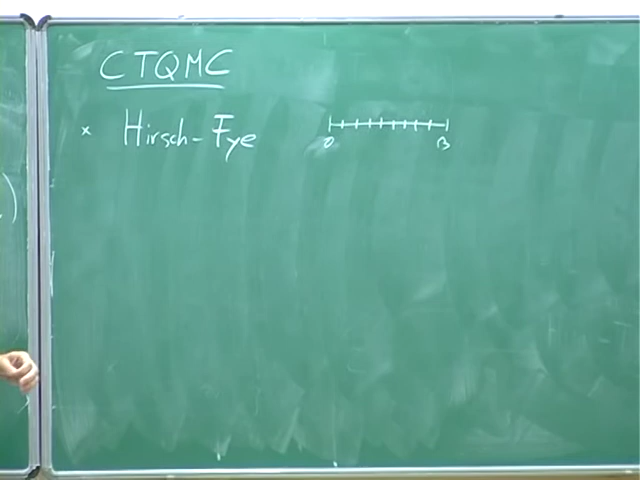 CTQMC
× Hirsch-Fye
0 β